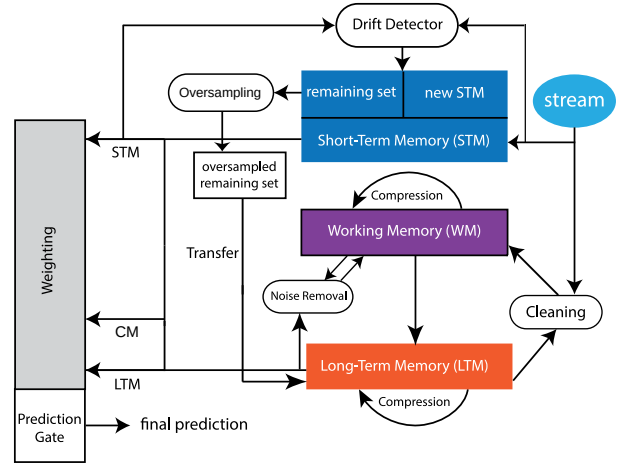 Drift Detector
Oversampling
remaining set
new STM
stream
Short-Term Memory (STM)
STM
oversampled
remaining set
Compression
Weighting
Working Memory (WM)
Transfer
Noise Removal
Cleaning
CM
Long-Term Memory (LTM)
LTM
Compression
Prediction
Gate
final prediction